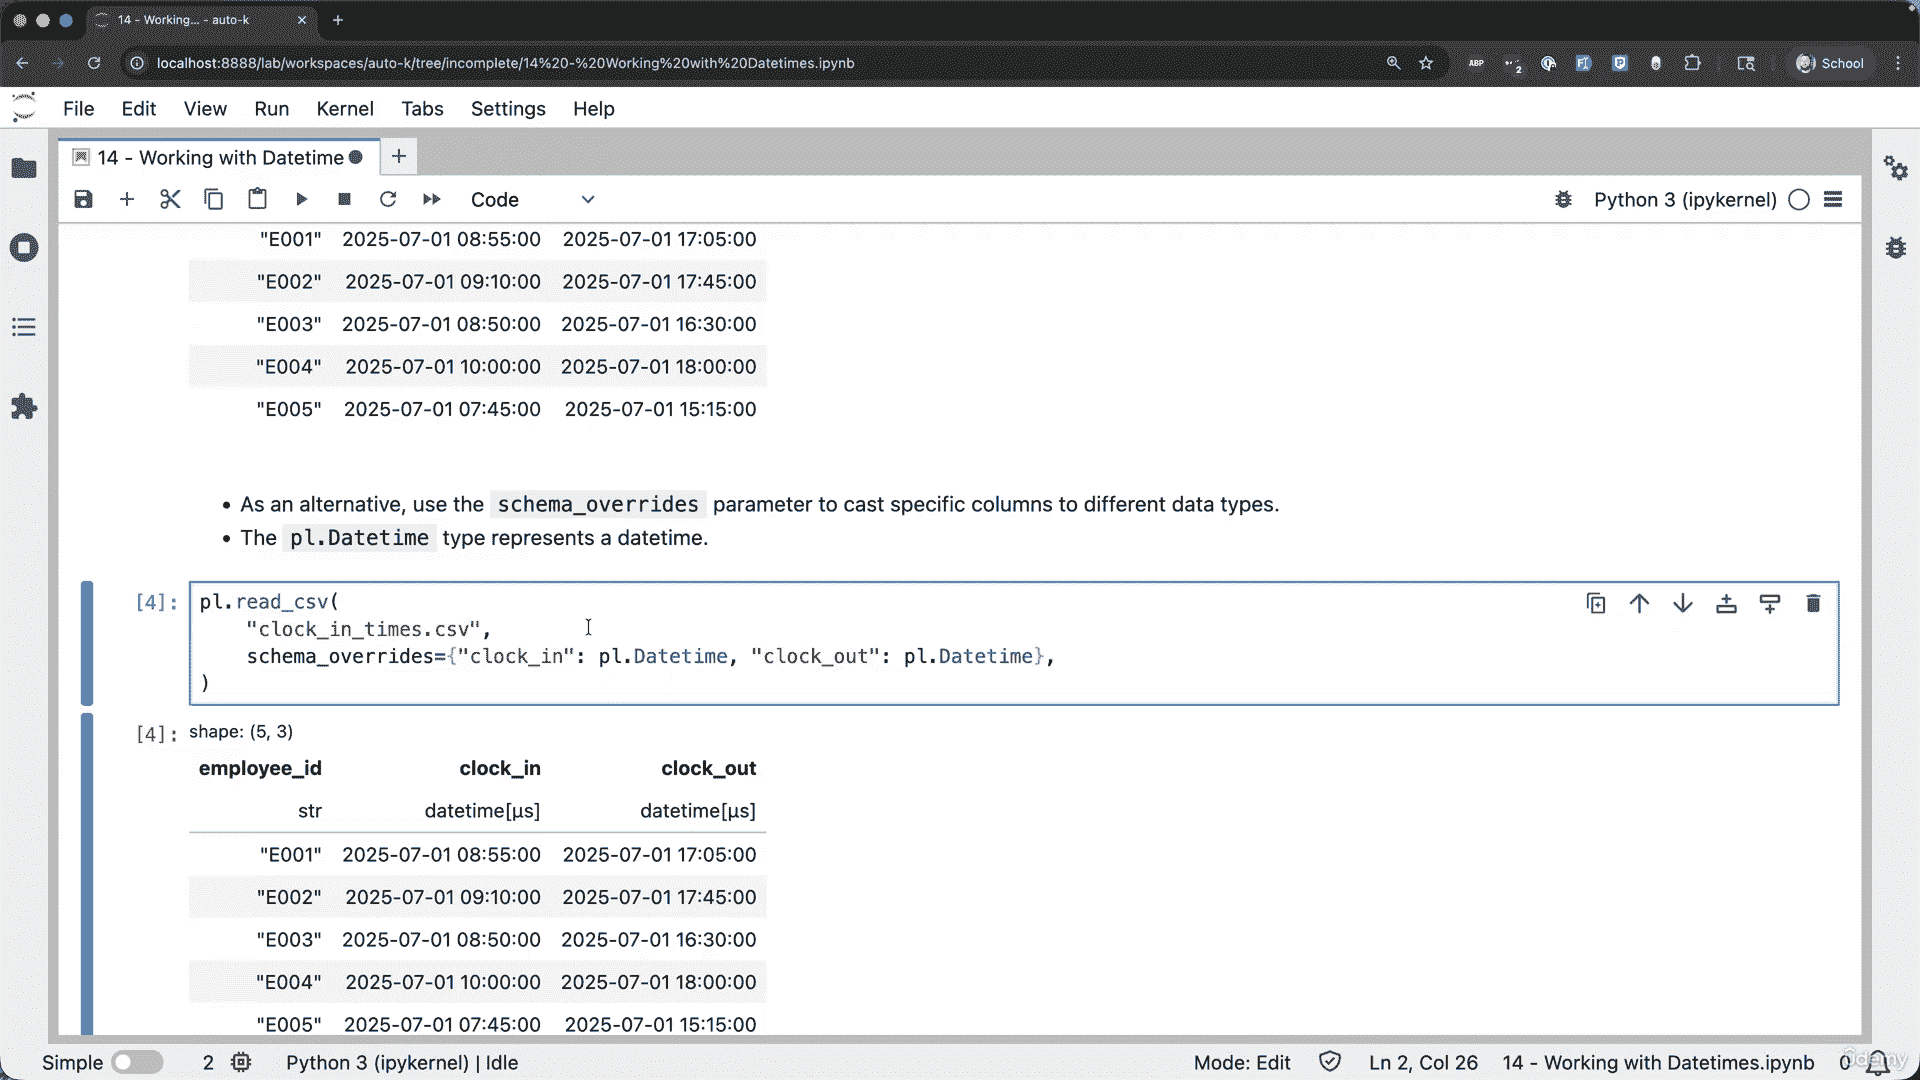 14 - Working... - auto-k
localhost:8888/lab/workspaces/auto-k/tree/incomplete/14%20-%20Working%20with%20Datetimes.ipynb
ABP
2
School
File Edit View Run Kernel Tabs Settings Help
14 - Working with Datetime
Code
Python 3 (ipykernel)
"E001" 2025-07-01 08:55:00 2025-07-01 17:05:00
"E002" 2025-07-01 09:10:00 2025-07-01 17:45:00
"E003" 2025-07-01 08:50:00 2025-07-01 16:30:00
"E004" 2025-07-01 10:00:00 2025-07-01 18:00:00
"E005" 2025-07-01 07:45:00 2025-07-01 15:15:00
• As an alternative, use the schema_overrides parameter to cast specific columns to different data types.
• The pl.Datetime type represents a datetime.
[4]: pl.read_csv(
"clock_in_times.csv",
schema_overrides={"clock_in": pl.Datetime, "clock_out": pl.Datetime},
)
[4]: shape: (5, 3)
employee_id clock_in clock_out
str datetime[μs] datetime[μs]
"E001" 2025-07-01 08:55:00 2025-07-01 17:05:00
"E002" 2025-07-01 09:10:00 2025-07-01 17:45:00
"E003" 2025-07-01 08:50:00 2025-07-01 16:30:00
"E004" 2025-07-01 10:00:00 2025-07-01 18:00:00
"E005" 2025-07-01 07:45:00 2025-07-01 15:15:00
Simple 2 Python 3 (ipykernel) | Idle Mode: Edit Ln 2, Col 26 14 - Working with Datetimes.ipynb 0
udemy